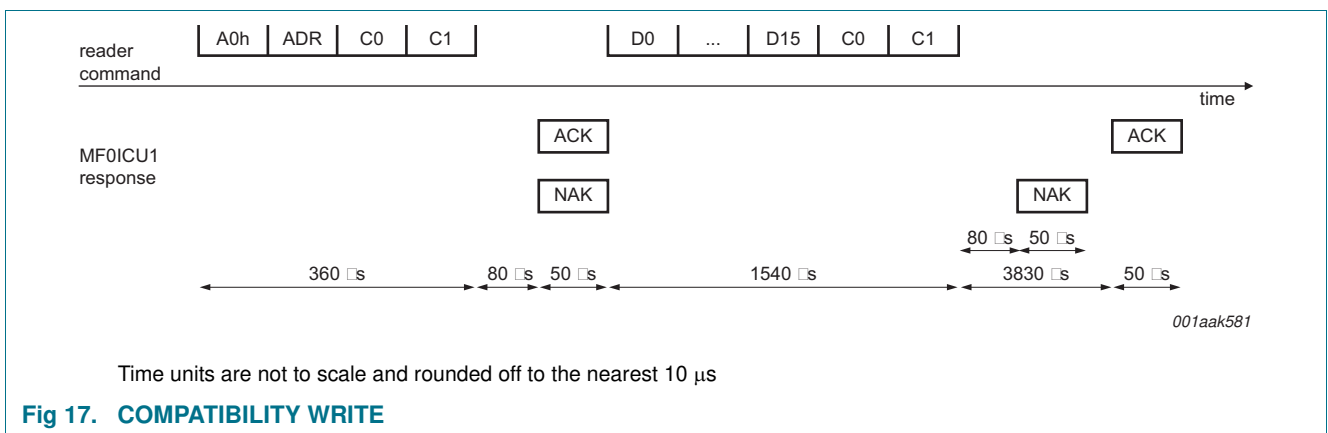 A0h ADR C0 C1 D0 ... D15 C0 C1
reader
command
time
ACK ACK
MF0ICU1
response
NAK NAK
80 □s 50 □s
360 □s 80 □s 50 □s 1540 □s 3830 □s 50 □s
001aak581
Time units are not to scale and rounded off to the nearest 10 μs
Fig 17. COMPATIBILITY WRITE